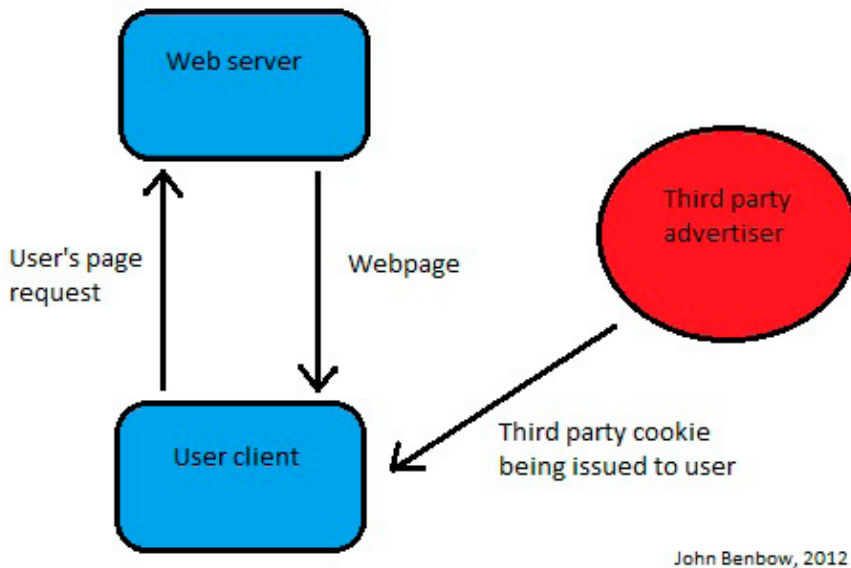 Web server
Third party
advertiser
User's page
request
Webpage
User client
Third party cookie
being issued to user
John Benbow, 2012